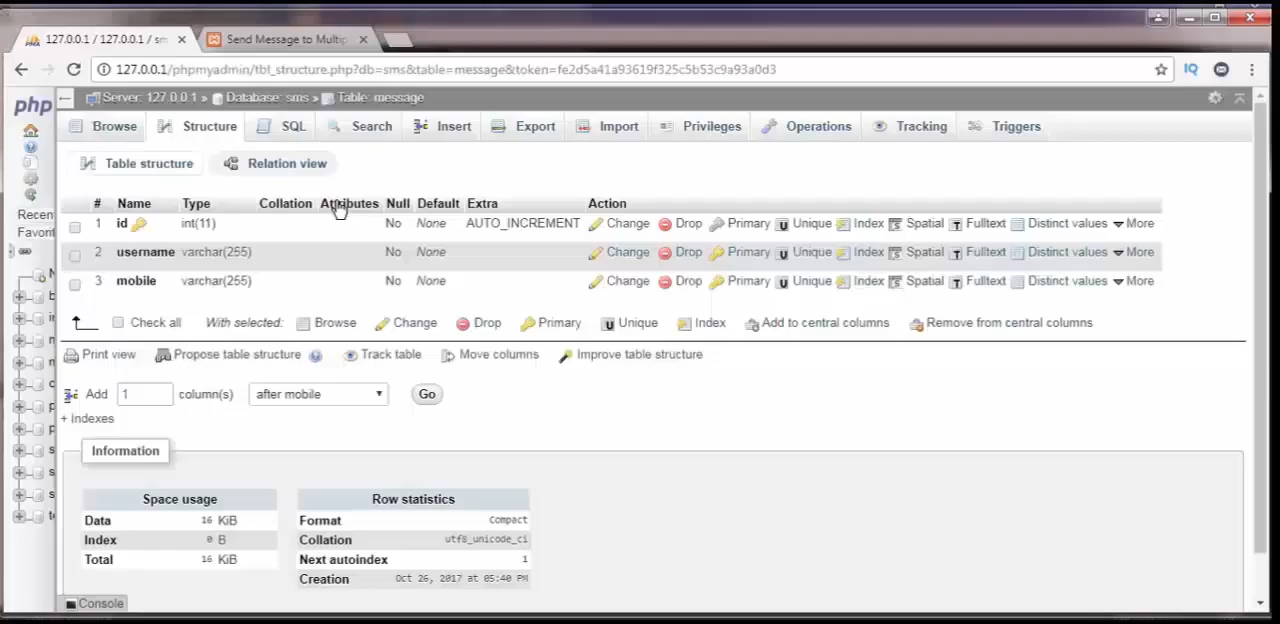 127.0.0.1 / 127.0.0.1 / sm
Send Message to Multip
127.0.0.1/phpmyadmin/tbl_structure.php?db=sms&table=message&token=fe2d5a41a93619f325c5b53c9a93a0d3
php
Server: 127.0.0.1 » Database: sms » Table: message
Browse Structure SQL Search Insert Export Import Privileges Operations Tracking Triggers
Table structure Relation view
# Name Type Collation Attributes Null Default Extra Action
1 id int(11) No None AUTO_INCREMENT Change Drop Primary Unique Index Spatial Fulltext Distinct values More
2 username varchar(255) No None Change Drop Primary Unique Index Spatial Fulltext Distinct values More
3 mobile varchar(255) No None Change Drop Primary Unique Index Spatial Fulltext Distinct values More
Recen
Favorit
Check all With selected: Browse Change Drop Primary Unique Index Add to central columns Remove from central columns
Print view Propose table structure Track table Move columns Improve table structure
Add 1 column(s) after mobile Go
+ Indexes
Information
Space usage
Data 16 KiB
Index 0 B
Total 16 KiB
Row statistics
Format Compact
Collation utf8_unicode_ci
Next autoindex 1
Creation Oct 26, 2017 at 05:40 PM
Console